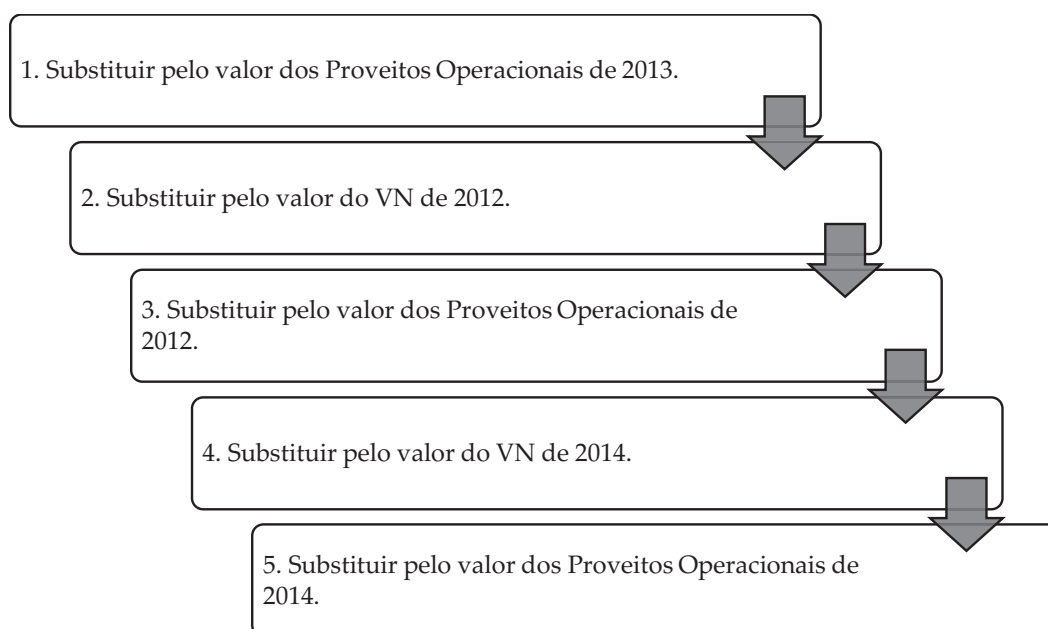 1. Substituir pelo valor dos Proveitos Operacionais de 2013.
2. Substituir pelo valor do VN de 2012.
3. Substituir pelo valor dos Proveitos Operacionais de
2012.
4. Substituir pelo valor do VN de 2014.
5. Substituir pelo valor dos Proveitos Operacionais de
2014.